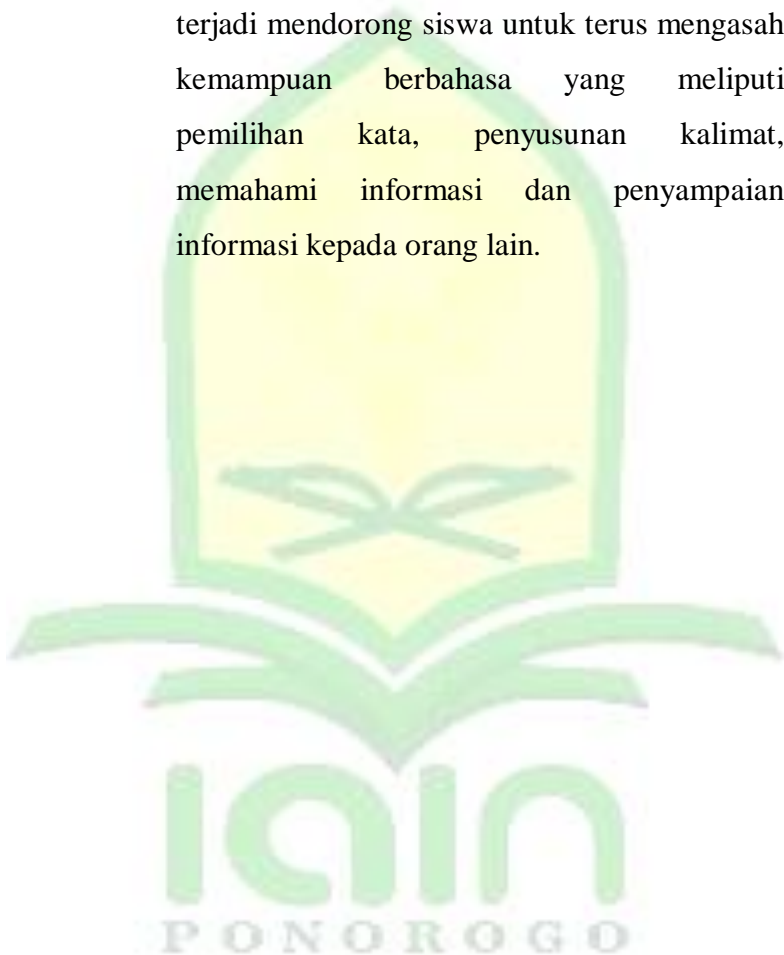 terjadi mendorong siswa untuk terus mengasah
kemampuan berbahasa yang meliputi
pemilihan kata, penyusunan kalimat,
memahami informasi dan penyampaian
informasi kepada orang lain.
iain
PONOROGO